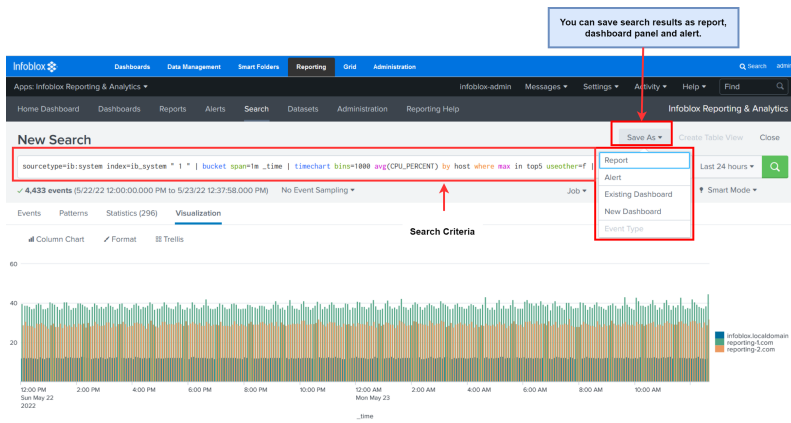 You can save search results as report,
dashboard panel and alert.
Infoblox
Dashboards Data Management Smart Folders Reporting Grid Administration Search admin
Apps: Infoblox Reporting & Analytics infoblox-admin Messages Settings Activity Help Find
Home Dashboard Dashboards Reports Alerts Search Datasets Administration Reporting Help Infoblox Reporting & Analytics
New Search Save As Create Table View Close
sourcetype=ib:system index=ib_system " 1 " | bucket span=1m _time | timechart bins=1000 avg(CPU_PERCENT) by host where max in top5 useother=f | Last 24 hours
Report
Alert
Existing Dashboard
New Dashboard
Event Type
4,433 events (5/22/22 12:00:00.000 PM to 5/23/22 12:37:58.000 PM) No Event Sampling Job Smart Mode
Events Patterns Statistics (296) Visualization
Search Criteria
Column Chart Format Trellis
60
40
20
infoblox.localdomain
reporting-1.com
reporting-2.com
12:00 PM 2:00 PM 4:00 PM 6:00 PM 8:00 PM 10:00 PM 12:00 AM 2:00 AM 4:00 AM 6:00 AM 8:00 AM 10:00 AM
Sun May 22 Mon May 23
2022
_time